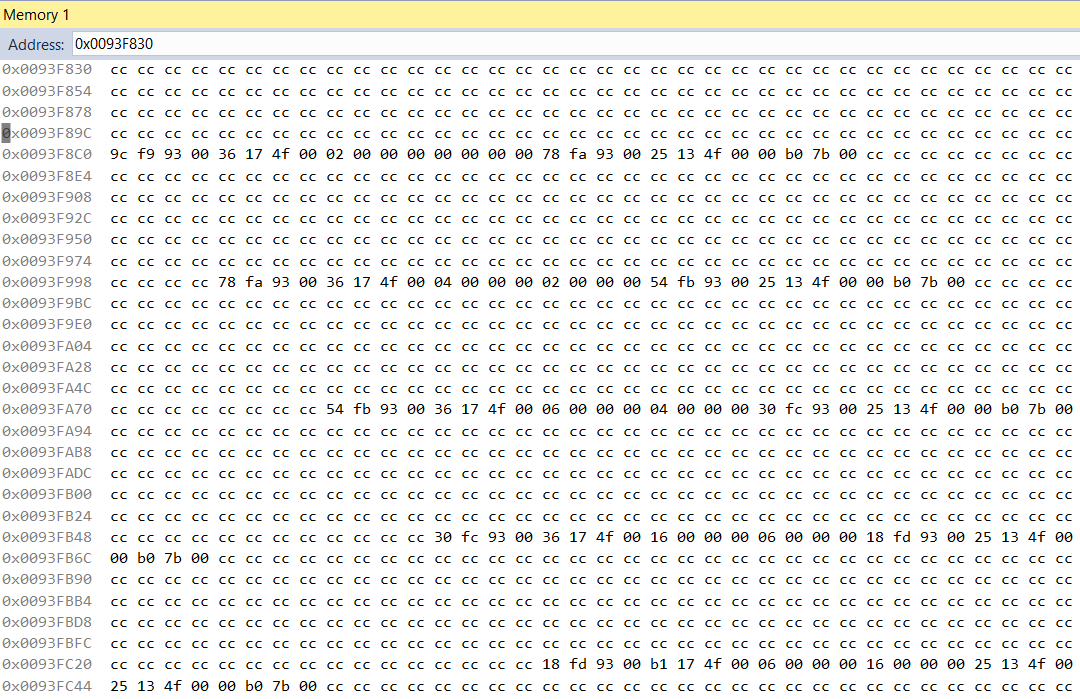 Memory 1
Address: 0x0093F830
0x0093F830 cc cc cc cc cc cc cc cc cc cc cc cc cc cc cc cc cc cc cc cc cc cc cc cc cc cc cc cc cc cc cc cc cc cc cc cc
0x0093F854 cc cc cc cc cc cc cc cc cc cc cc cc cc cc cc cc cc cc cc cc cc cc cc cc cc cc cc cc cc cc cc cc cc cc cc cc
0x0093F878 cc cc cc cc cc cc cc cc cc cc cc cc cc cc cc cc cc cc cc cc cc cc cc cc cc cc cc cc cc cc cc cc cc cc cc cc
0x0093F89C cc cc cc cc cc cc cc cc cc cc cc cc cc cc cc cc cc cc cc cc cc cc cc cc cc cc cc cc cc cc cc cc cc cc cc cc
0x0093F8C0 9c f9 93 00 36 17 4f 00 02 00 00 00 00 00 00 00 78 fa 93 00 25 13 4f 00 00 b0 7b 00 cc cc cc cc cc cc cc cc
0x0093F8E4 cc cc cc cc cc cc cc cc cc cc cc cc cc cc cc cc cc cc cc cc cc cc cc cc cc cc cc cc cc cc cc cc cc cc cc cc
0x0093F908 cc cc cc cc cc cc cc cc cc cc cc cc cc cc cc cc cc cc cc cc cc cc cc cc cc cc cc cc cc cc cc cc cc cc cc cc
0x0093F92C cc cc cc cc cc cc cc cc cc cc cc cc cc cc cc cc cc cc cc cc cc cc cc cc cc cc cc cc cc cc cc cc cc cc cc cc
0x0093F950 cc cc cc cc cc cc cc cc cc cc cc cc cc cc cc cc cc cc cc cc cc cc cc cc cc cc cc cc cc cc cc cc cc cc cc cc
0x0093F974 cc cc cc cc cc cc cc cc cc cc cc cc cc cc cc cc cc cc cc cc cc cc cc cc cc cc cc cc cc cc cc cc cc cc cc cc
0x0093F998 cc cc cc cc 78 fa 93 00 36 17 4f 00 04 00 00 00 02 00 00 00 54 fb 93 00 25 13 4f 00 00 b0 7b 00 cc cc cc cc
0x0093F9BC cc cc cc cc cc cc cc cc cc cc cc cc cc cc cc cc cc cc cc cc cc cc cc cc cc cc cc cc cc cc cc cc cc cc cc cc
0x0093F9E0 cc cc cc cc cc cc cc cc cc cc cc cc cc cc cc cc cc cc cc cc cc cc cc cc cc cc cc cc cc cc cc cc cc cc cc cc
0x0093FA04 cc cc cc cc cc cc cc cc cc cc cc cc cc cc cc cc cc cc cc cc cc cc cc cc cc cc cc cc cc cc cc cc cc cc cc cc
0x0093FA28 cc cc cc cc cc cc cc cc cc cc cc cc cc cc cc cc cc cc cc cc cc cc cc cc cc cc cc cc cc cc cc cc cc cc cc cc
0x0093FA4C cc cc cc cc cc cc cc cc cc cc cc cc cc cc cc cc cc cc cc cc cc cc cc cc cc cc cc cc cc cc cc cc cc cc cc cc
0x0093FA70 cc cc cc cc cc cc cc cc 54 fb 93 00 36 17 4f 00 06 00 00 00 04 00 00 00 30 fc 93 00 25 13 4f 00 00 b0 7b 00
0x0093FA94 cc cc cc cc cc cc cc cc cc cc cc cc cc cc cc cc cc cc cc cc cc cc cc cc cc cc cc cc cc cc cc cc cc cc cc cc
0x0093FAB8 cc cc cc cc cc cc cc cc cc cc cc cc cc cc cc cc cc cc cc cc cc cc cc cc cc cc cc cc cc cc cc cc cc cc cc cc
0x0093FADC cc cc cc cc cc cc cc cc cc cc cc cc cc cc cc cc cc cc cc cc cc cc cc cc cc cc cc cc cc cc cc cc cc cc cc cc
0x0093FB00 cc cc cc cc cc cc cc cc cc cc cc cc cc cc cc cc cc cc cc cc cc cc cc cc cc cc cc cc cc cc cc cc cc cc cc cc
0x0093FB24 cc cc cc cc cc cc cc cc cc cc cc cc cc cc cc cc cc cc cc cc cc cc cc cc cc cc cc cc cc cc cc cc cc cc cc cc
0x0093FB48 cc cc cc cc cc cc cc cc cc cc cc cc 30 fc 93 00 36 17 4f 00 16 00 00 00 06 00 00 00 18 fd 93 00 25 13 4f 00
0x0093FB6C 00 b0 7b 00 cc cc cc cc cc cc cc cc cc cc cc cc cc cc cc cc cc cc cc cc cc cc cc cc cc cc cc cc cc cc cc cc
0x0093FB90 cc cc cc cc cc cc cc cc cc cc cc cc cc cc cc cc cc cc cc cc cc cc cc cc cc cc cc cc cc cc cc cc cc cc cc cc
0x0093FBB4 cc cc cc cc cc cc cc cc cc cc cc cc cc cc cc cc cc cc cc cc cc cc cc cc cc cc cc cc cc cc cc cc cc cc cc cc
0x0093FBD8 cc cc cc cc cc cc cc cc cc cc cc cc cc cc cc cc cc cc cc cc cc cc cc cc cc cc cc cc cc cc cc cc cc cc cc cc
0x0093FBFC cc cc cc cc cc cc cc cc cc cc cc cc cc cc cc cc cc cc cc cc cc cc cc cc cc cc cc cc cc cc cc cc cc cc cc cc
0x0093FC20 cc cc cc cc cc cc cc cc cc cc cc cc cc cc cc cc 18 fd 93 00 b1 17 4f 00 06 00 00 00 16 00 00 00 25 13 4f 00
0x0093FC44 25 13 4f 00 00 b0 7b 00 cc cc cc cc cc cc cc cc cc cc cc cc cc cc cc cc cc cc cc cc cc cc cc cc cc cc cc cc